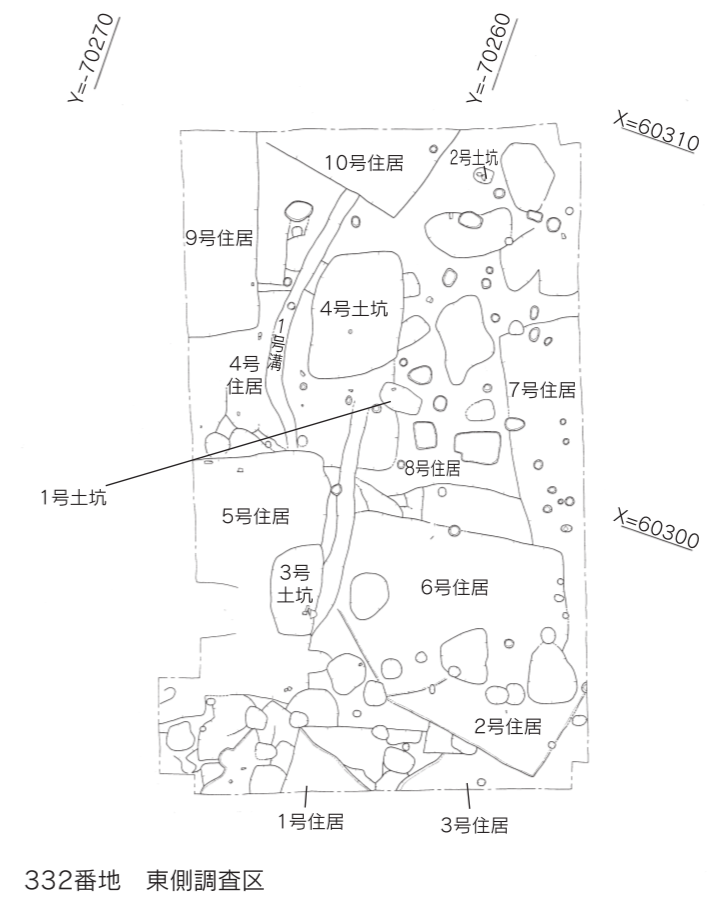 Y=-70270
Y=-70260
X=60310
10号住居
2号土坑
9号住居
4号土坑
1号溝
4号
住居
7号住居
8号住居
1号土坑
5号住居
X=60300
3号
土坑
6号住居
2号住居
1号住居
3号住居
332番地 東側調査区